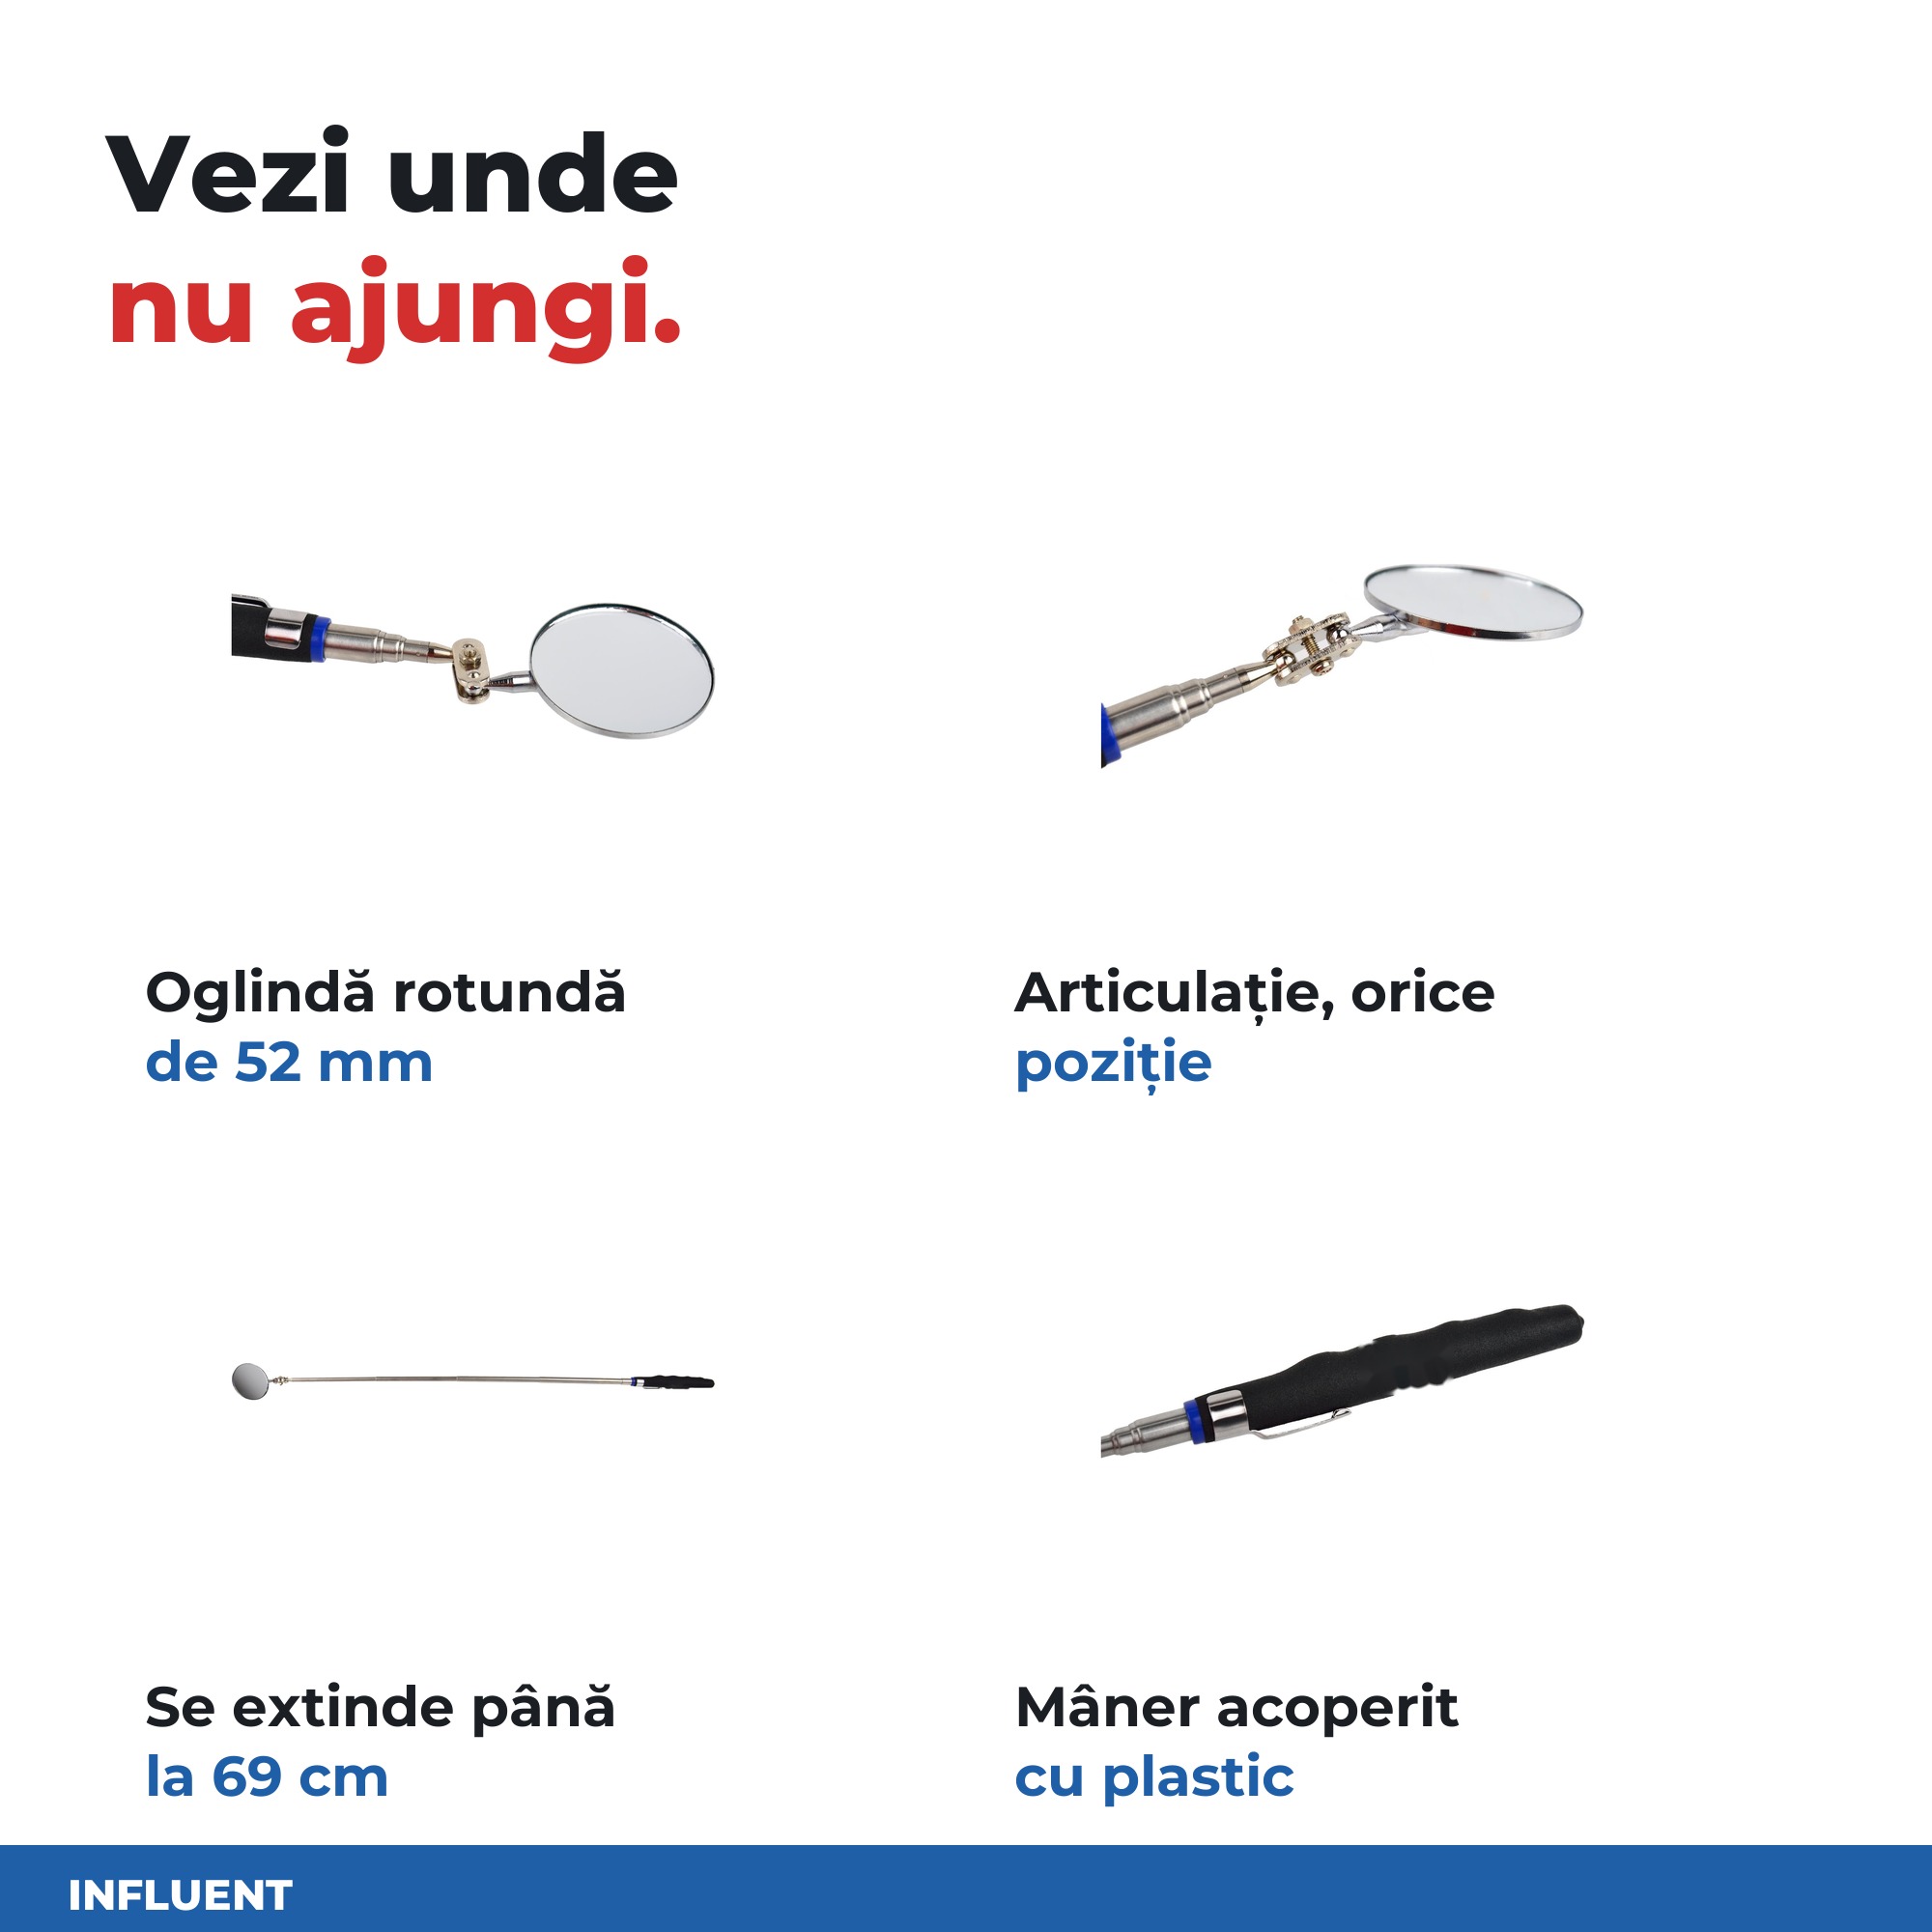 Vezi unde
nu ajungi.
Oglindă rotundă
de 52 mm
Articulație, orice
poziție
Se extinde până
la 69 cm
Mâner acoperit
cu plastic
INFLUENT